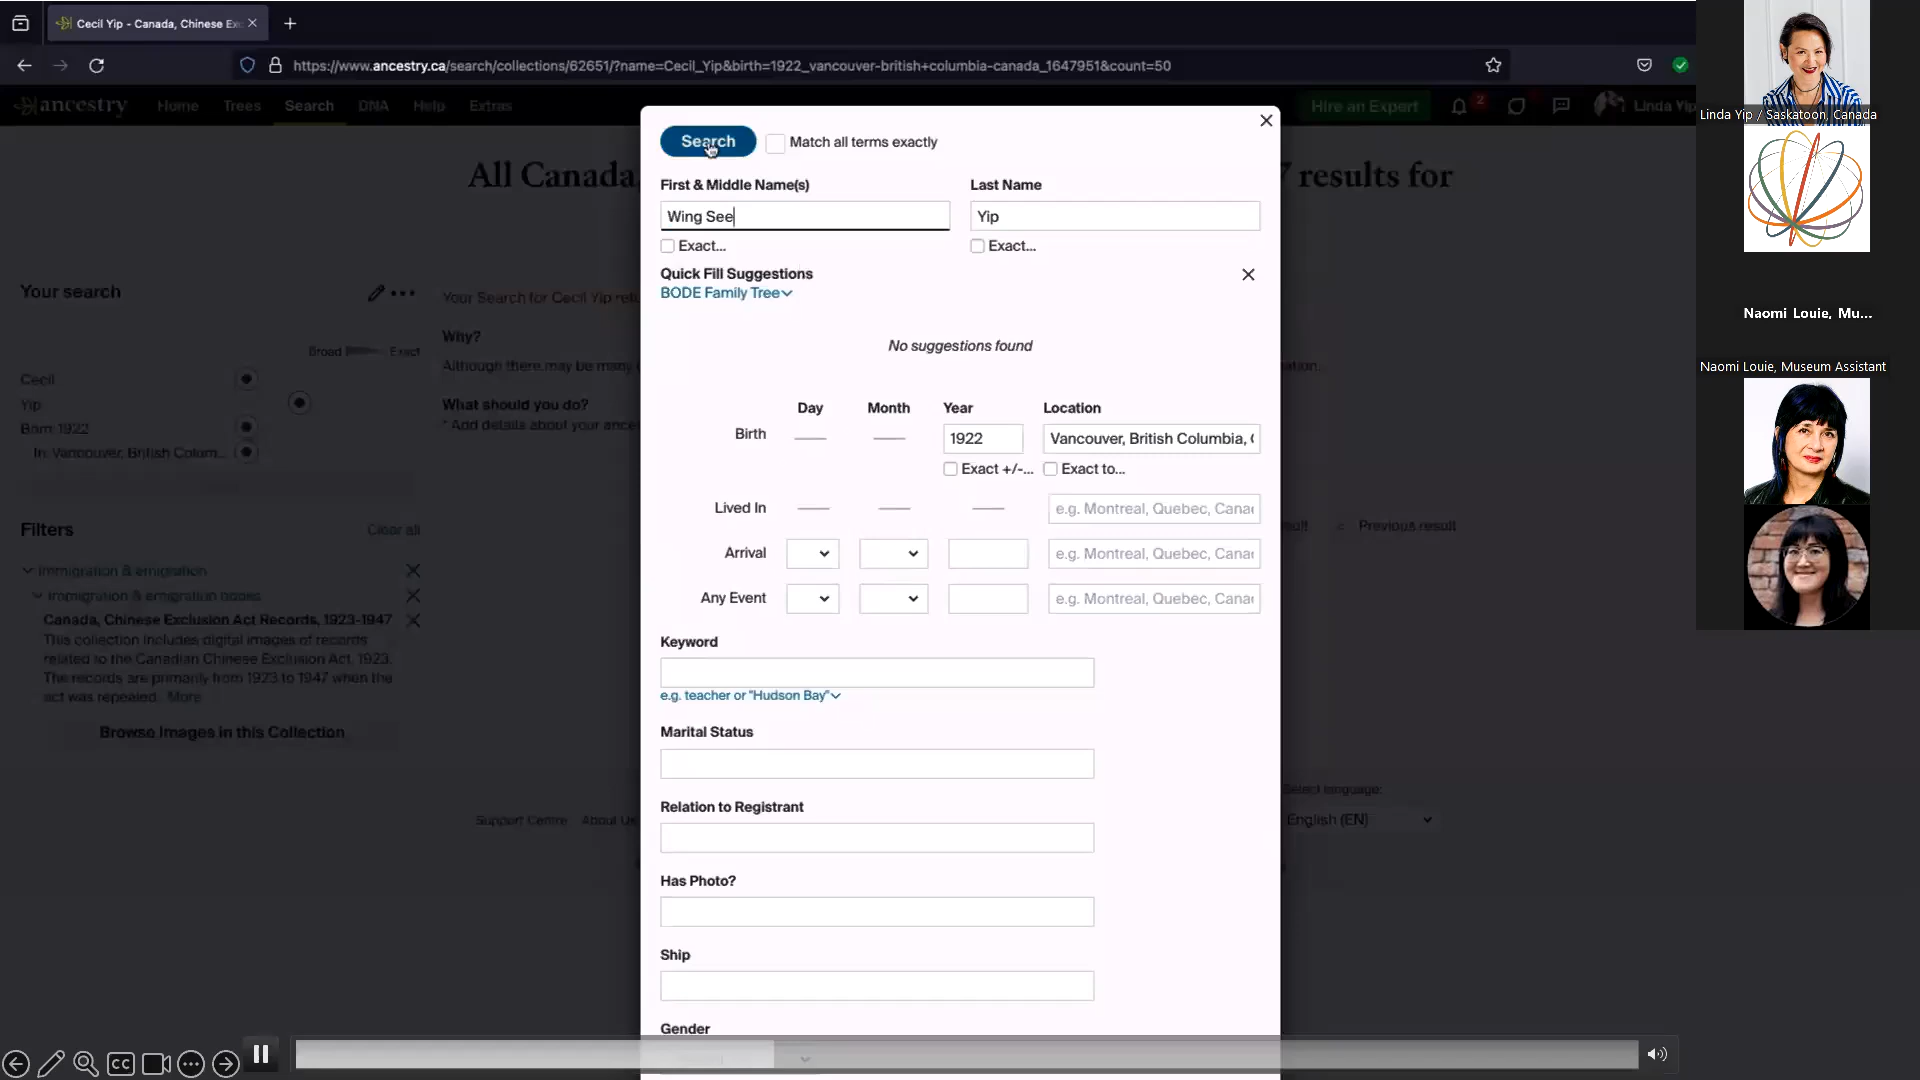 Cecil Yip - Canada, Chinese Ex
https://www.ancestry.ca/search/collections/62651/?name=Cecil_Yip&birth=1922_vancouver-british+columbia-canada_1647951&count=50
ancestry Home Trees Search DNA Help Extras Hire an Expert 2 Linda Yip
All Canada, 7 results for
Search Match all terms exactly
First & Middle Name(s) Last Name
Wing See Yip
Exact... Exact...
Quick Fill Suggestions
BODE Family Tree
No suggestions found
Day Month Year Location
Birth 1922 Vancouver, British Columbia, C
Exact +/-... Exact to...
Lived In e.g. Montreal, Quebec, Canad
Arrival e.g. Montreal, Quebec, Canad
Any Event e.g. Montreal, Quebec, Canad
Keyword
e.g. teacher or "Hudson Bay"
Marital Status
Relation to Registrant
Has Photo?
Ship
Gender
Your search
Broad Exact
Cecil
Yip
Born 1922
In: Vancouver, British Colum...
Filters Clear all
Immigration & emigration
Immigration & emigration books
Canada, Chinese Exclusion Act Records, 1923-1947
This collection includes digital images of records
related to the Canadian Chinese Exclusion Act, 1923.
The records are primarily from 1923 to 1947 when the
act was repealed. More
Browse Images in this Collection
Your Search for Cecil Yip
Why?
Although there may be many
What should you do?
* Add details about your
Previous result
Support Centre About Us
Select language:
English (EN)
Linda Yip / Saskatoon, Canada
Naomi Louie, Mu...
Naomi Louie, Museum Assistant
CC